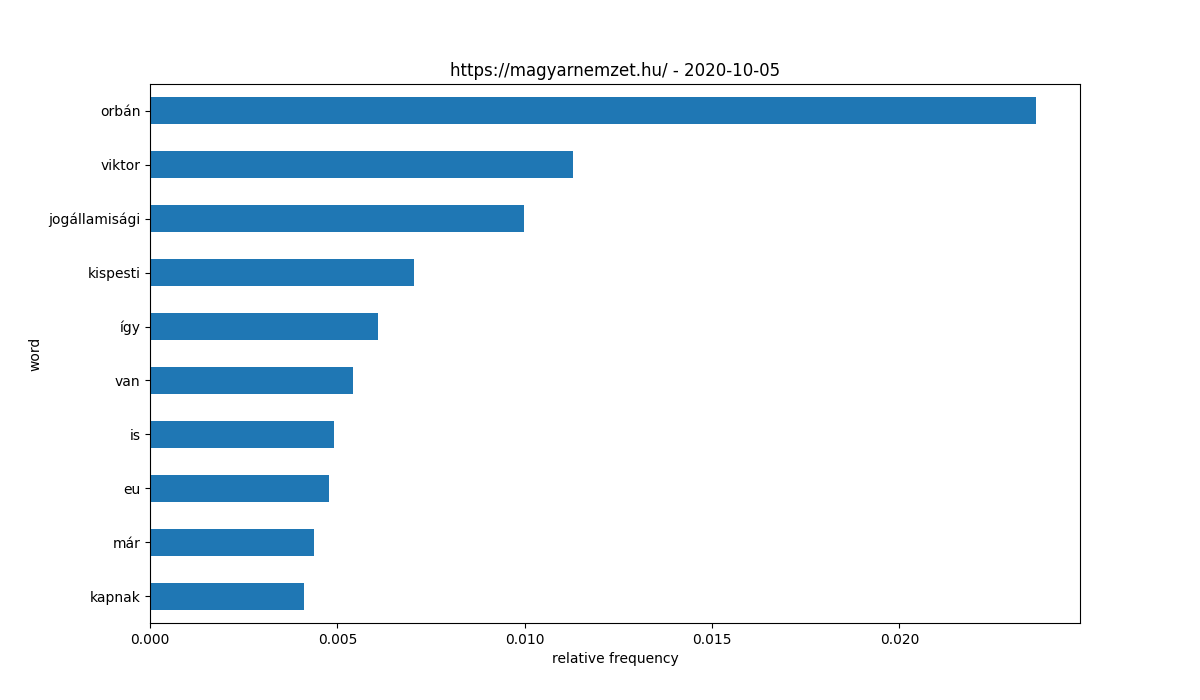 https://magyarnemzet.hu/ - 2020-10-05
orbán
viktor
jogállamisági
kispesti
így
van
is
eu
már
kapnak
word
0.000 0.005 0.010 0.015 0.020
relative frequency